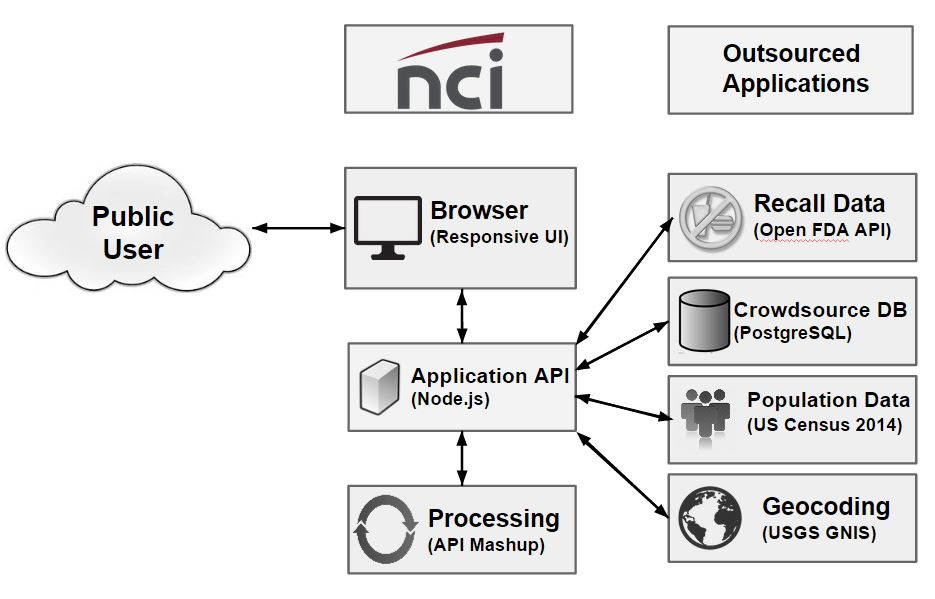 nci
Outsourced
Applications
Public
User
Browser
(Responsive UI)
Application API
(Node.js)
Processing
(API Mashup)
Recall Data
(Open FDA API)
Crowdsource DB
(PostgreSQL)
Population Data
(US Census 2014)
Geocoding
(USGS GNIS)